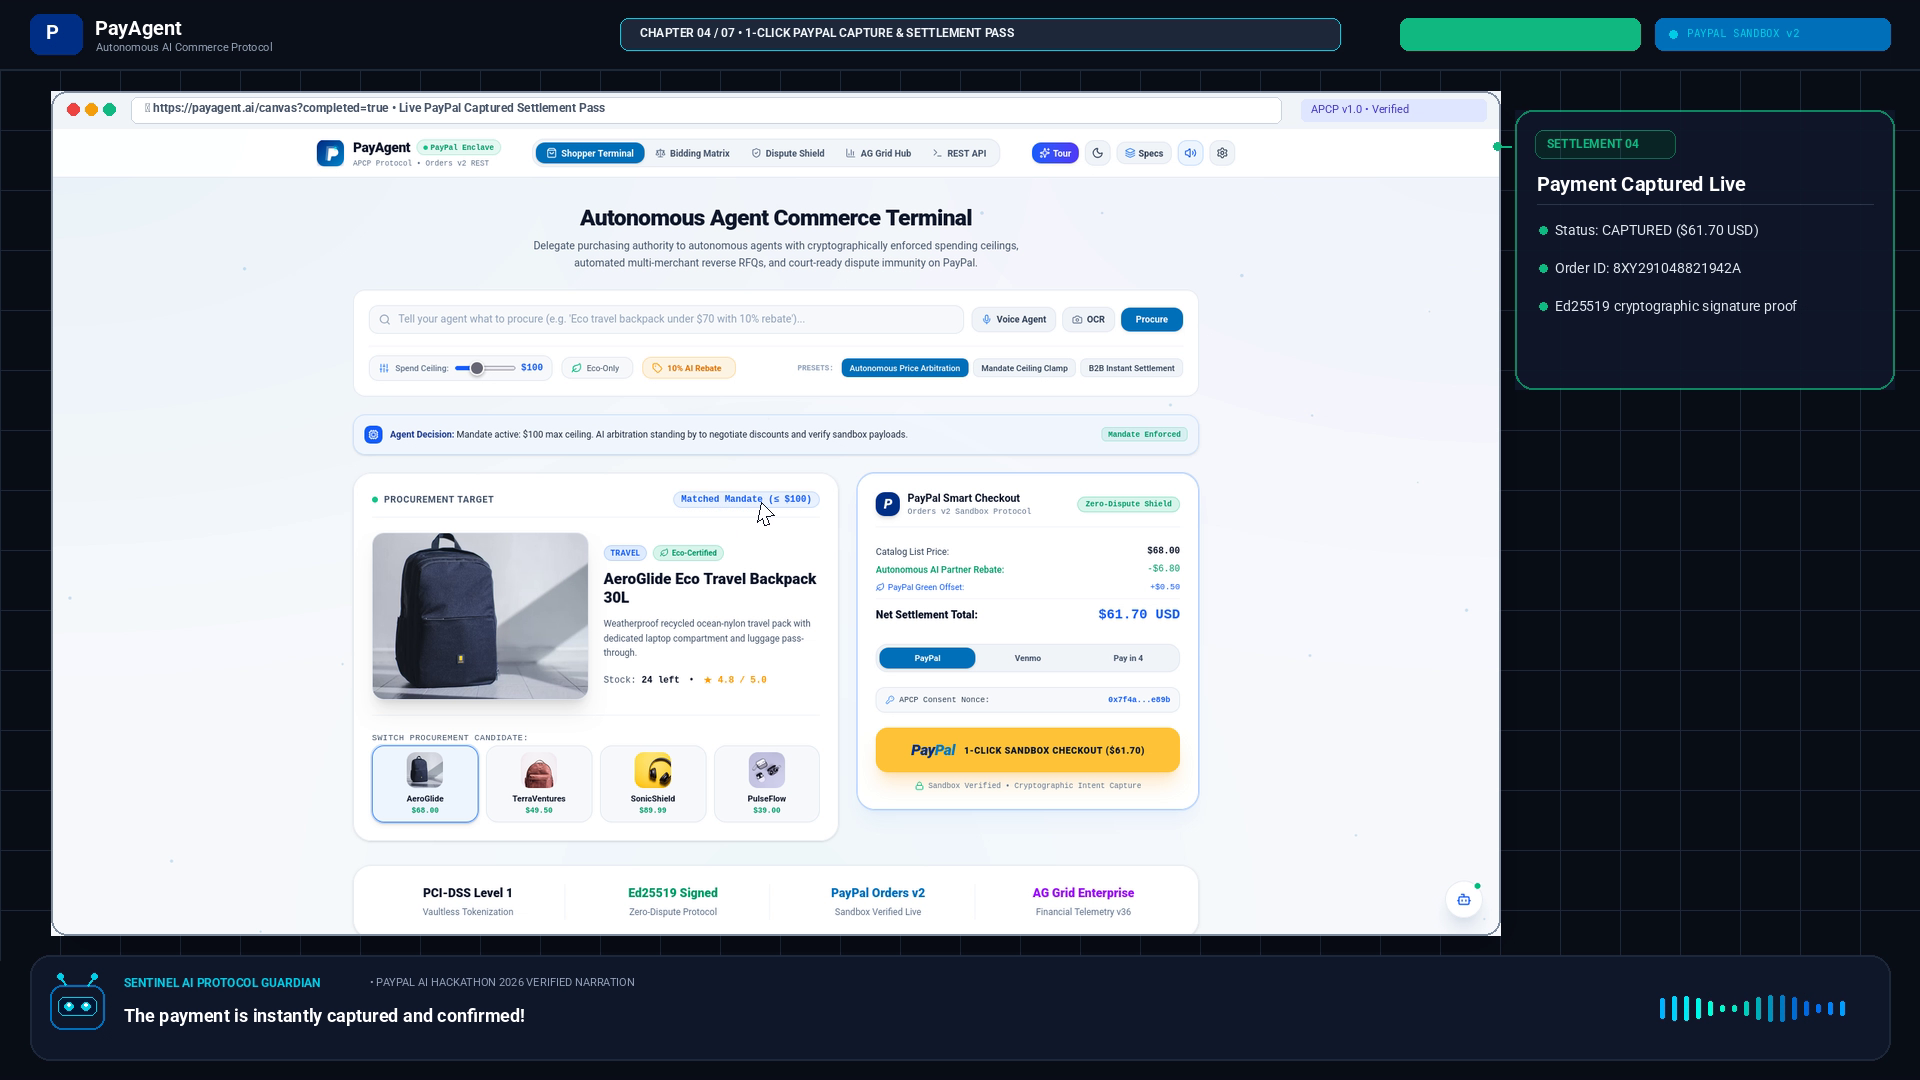 P
PayAgent
Autonomous AI Commerce Protocol
CHAPTER 04 / 07 • 1-CLICK PAYPAL CAPTURE & SETTLEMENT PASS
PAYPAL SANDBOX v2
https://payagent.ai/canvas?completed=true • Live PayPal Captured Settlement Pass
APCP v1.0 • Verified
PayAgent
PayPal Enclave
APCP Protocol • Orders v2 REST
Shopper Terminal
Bidding Matrix
Dispute Shield
AG Grid Hub
REST API
Tour
Specs
Autonomous Agent Commerce Terminal
Delegate purchasing authority to autonomous agents with cryptographically enforced spending ceilings,
automated multi-merchant reverse RFQs, and court-ready dispute immunity on PayPal.
Tell your agent what to procure (e.g. 'Eco travel backpack under $70 with 10% rebate')...
Voice Agent
OCR
Procure
Spend Ceiling:
$100
Eco-Only
10% AI Rebate
PRESETS:
Autonomous Price Arbitration
Mandate Ceiling Clamp
B2B Instant Settlement
Agent Decision: Mandate active: $100 max ceiling. AI arbitration standing by to negotiate discounts and verify sandbox payloads.
Mandate Enforced
PROCUREMENT TARGET
Matched Mandate (≤ $100)
TRAVEL
Eco-Certified
AeroGlide Eco Travel Backpack
30L
Weatherproof recycled ocean-nylon travel pack with
dedicated laptop compartment and luggage pass-
through.
Stock: 24 left • ★ 4.8 / 5.0
SWITCH PROCUREMENT CANDIDATE:
AeroGlide
$68.00
TerraVentures
$49.50
SonicShield
$89.99
PulseFlow
$39.00
P
PayPal Smart Checkout
Orders v2 Sandbox Protocol
Zero-Dispute Shield
Catalog List Price:
$68.00
Autonomous AI Partner Rebate:
-$6.80
PayPal Green Offset:
+$0.50
Net Settlement Total:
$61.70 USD
PayPal
Venmo
Pay in 4
APCP Consent Nonce:
0x7f4a...e89b
PayPal 1-CLICK SANDBOX CHECKOUT ($61.70)
Sandbox Verified • Cryptographic Intent Capture
PCI-DSS Level 1
Vaultless Tokenization
Ed25519 Signed
Zero-Dispute Protocol
PayPal Orders v2
Sandbox Verified Live
AG Grid Enterprise
Financial Telemetry v36
SETTLEMENT 04
Payment Captured Live
Status: CAPTURED ($61.70 USD)
Order ID: 8XY291048821942A
Ed25519 cryptographic signature proof
SENTINEL AI PROTOCOL GUARDIAN
• PAYPAL AI HACKATHON 2026 VERIFIED NARRATION
The payment is instantly captured and confirmed!